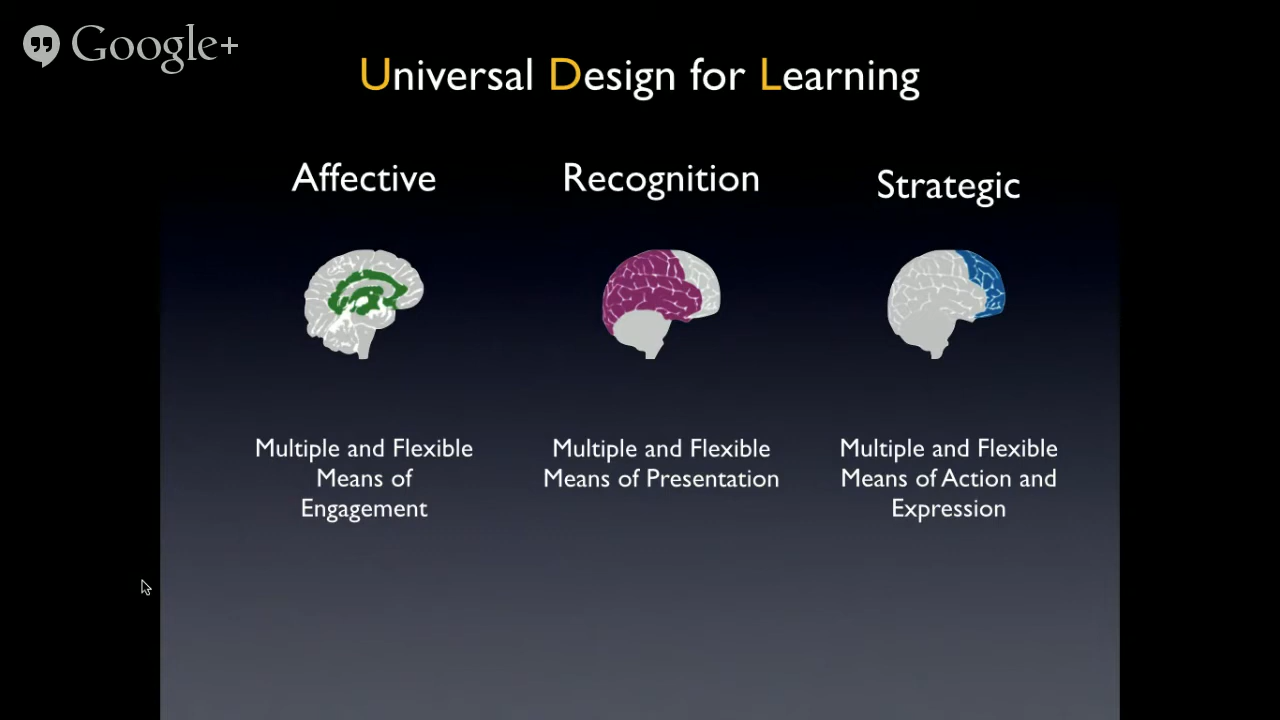 Google+
Universal Design for Learning
Affective
Recognition
Strategic
Multiple and Flexible
Means of
Engagement
Multiple and Flexible
Means of Presentation
Multiple and Flexible
Means of Action and
Expression